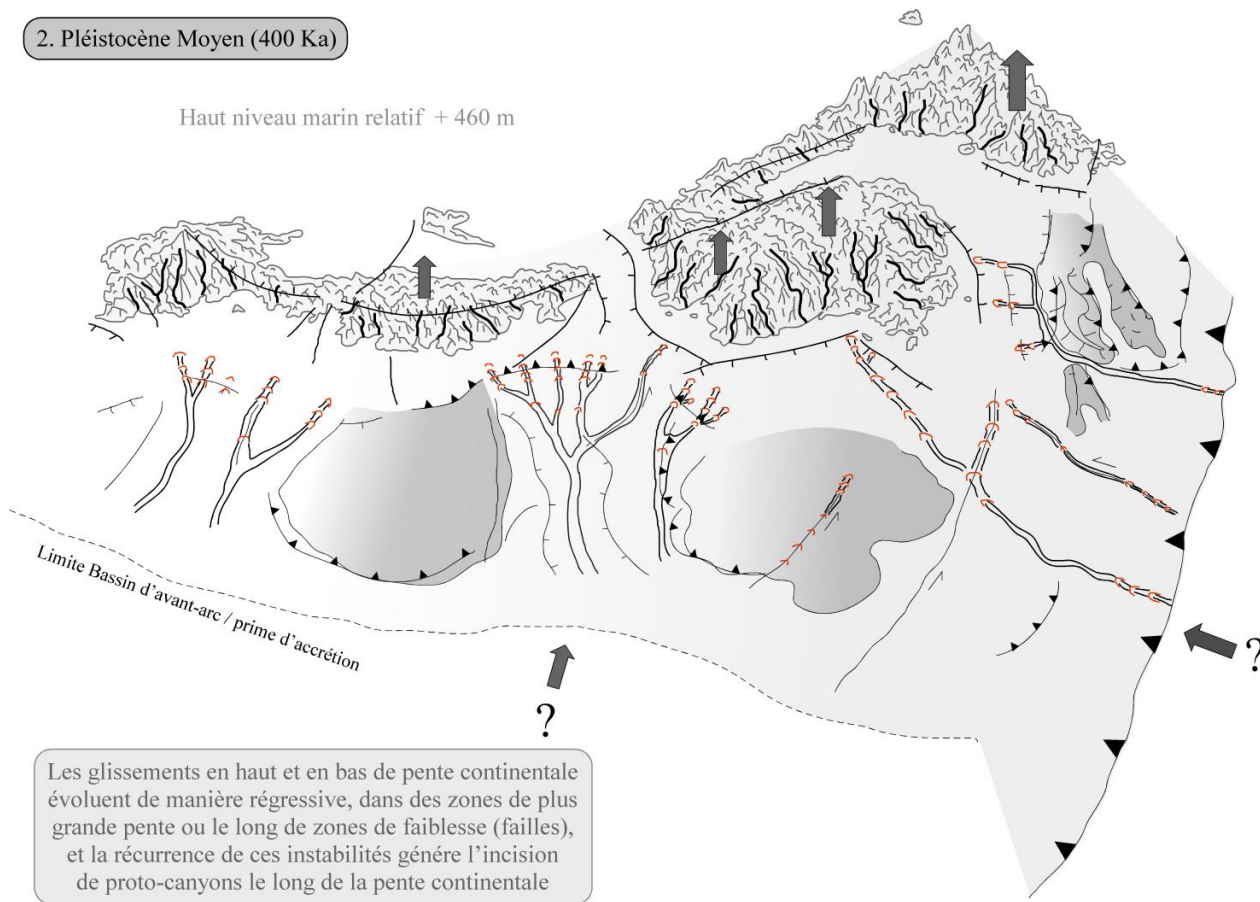 2. Pléistocène Moyen (400 Ka)
Haut niveau marin relatif + 460 m
Limite Bassin d'avant-arc / prime d'accrétion
?
?
Les glissements en haut et en bas de pente continentale
évoluent de manière régressive, dans des zones de plus
grande pente ou le long de zones de faiblesse (failles),
et la récurrence de ces instabilités génére l'incision
de proto-canyons le long de la pente continentale